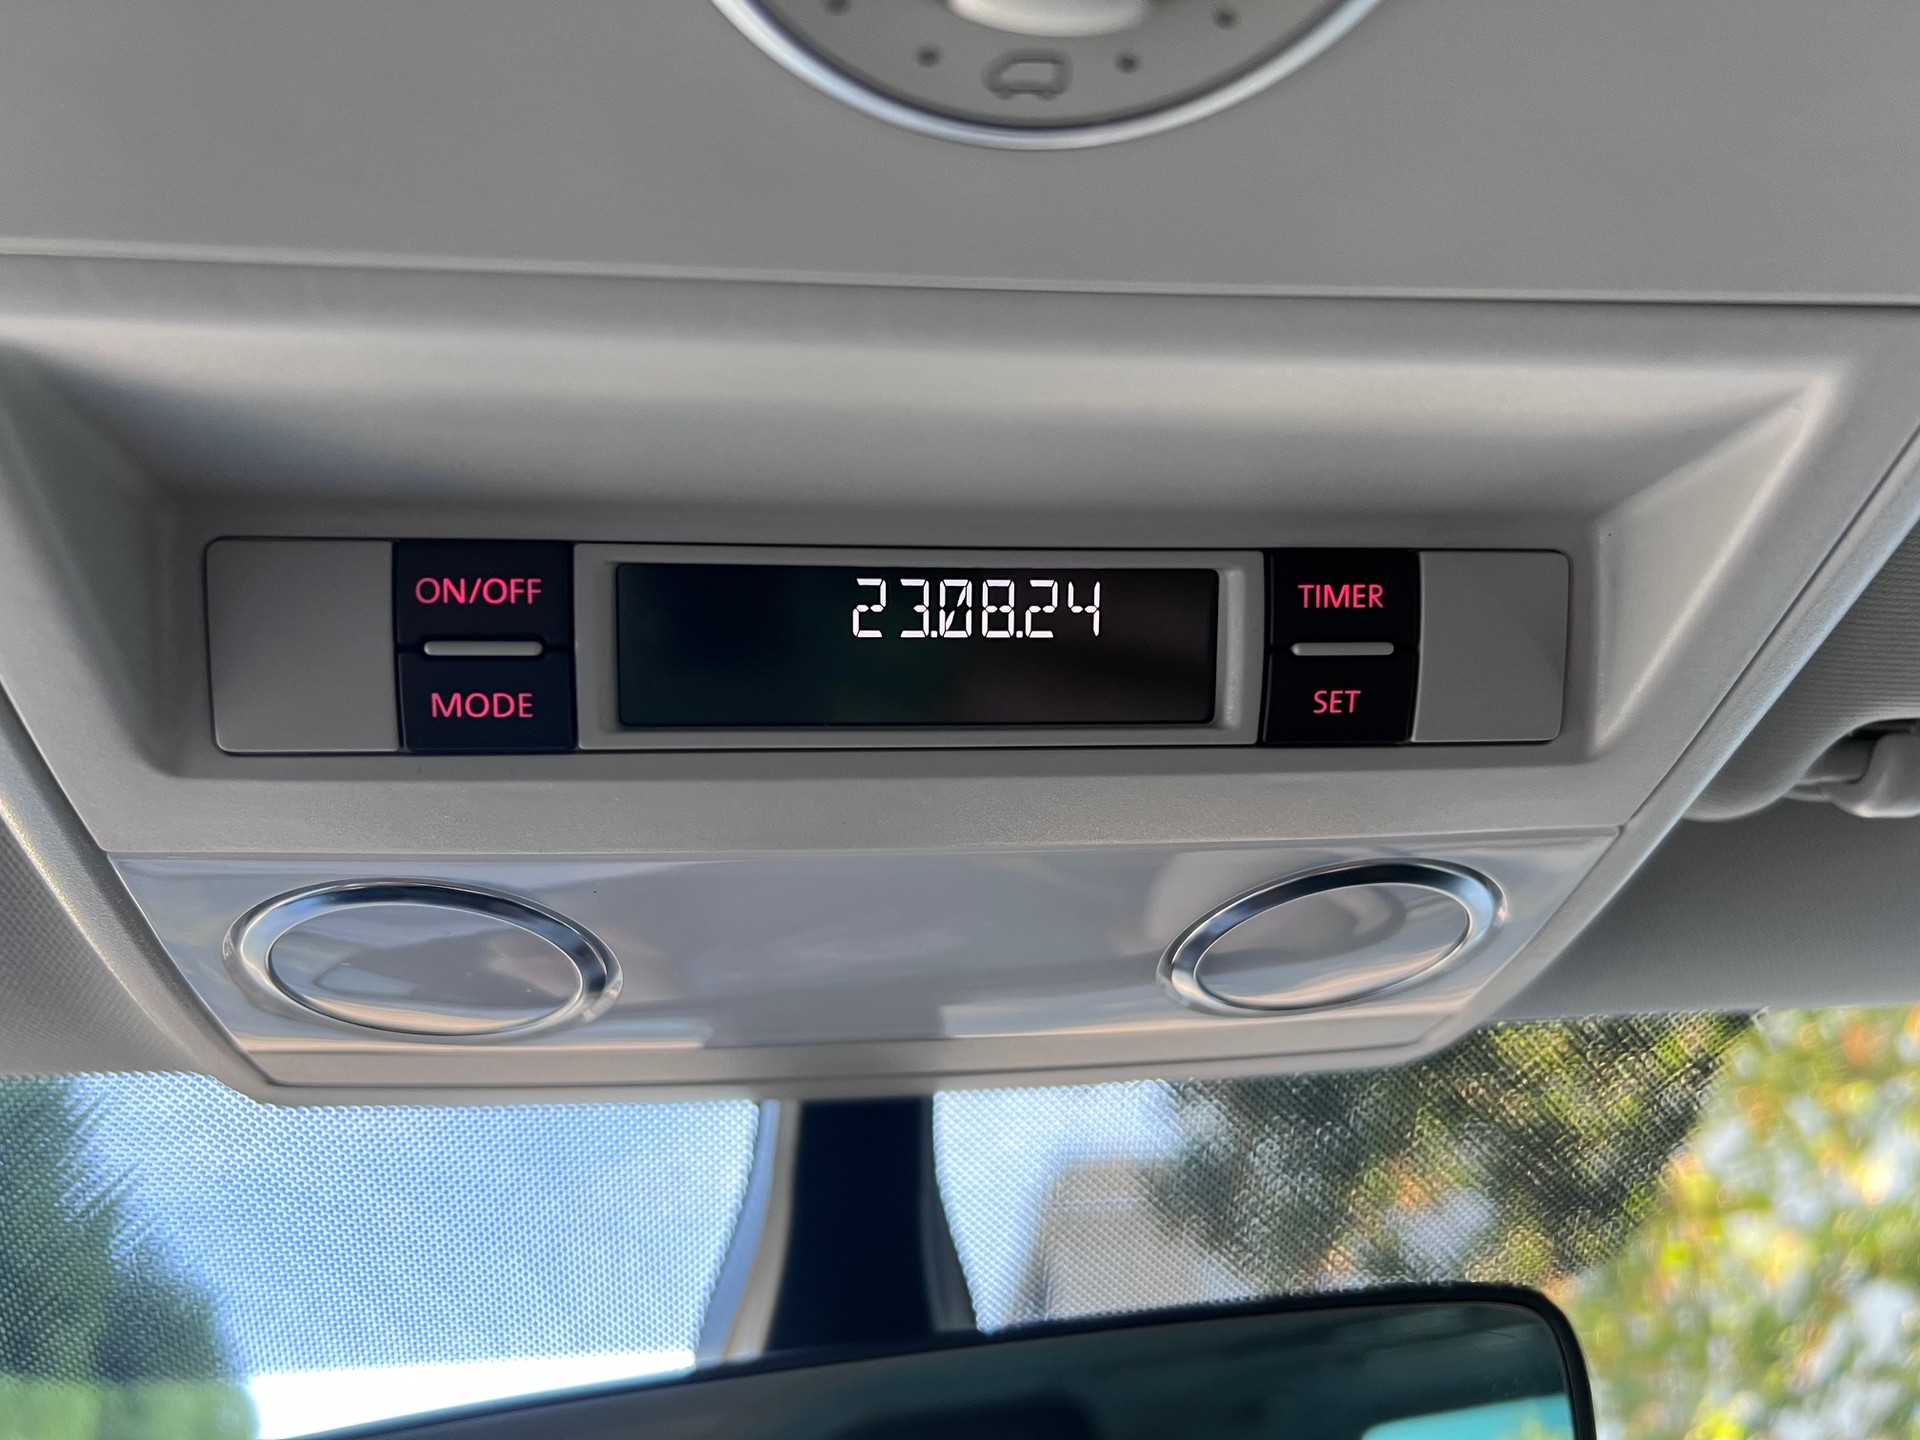 ON/OFF
23.08.24
TIMER
MODE
SET